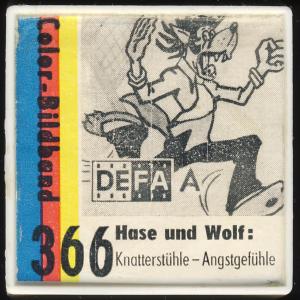 Color-Bildband
DEFA A
366
Hase und Wolf:
Knatterstühle – Angstgefühle